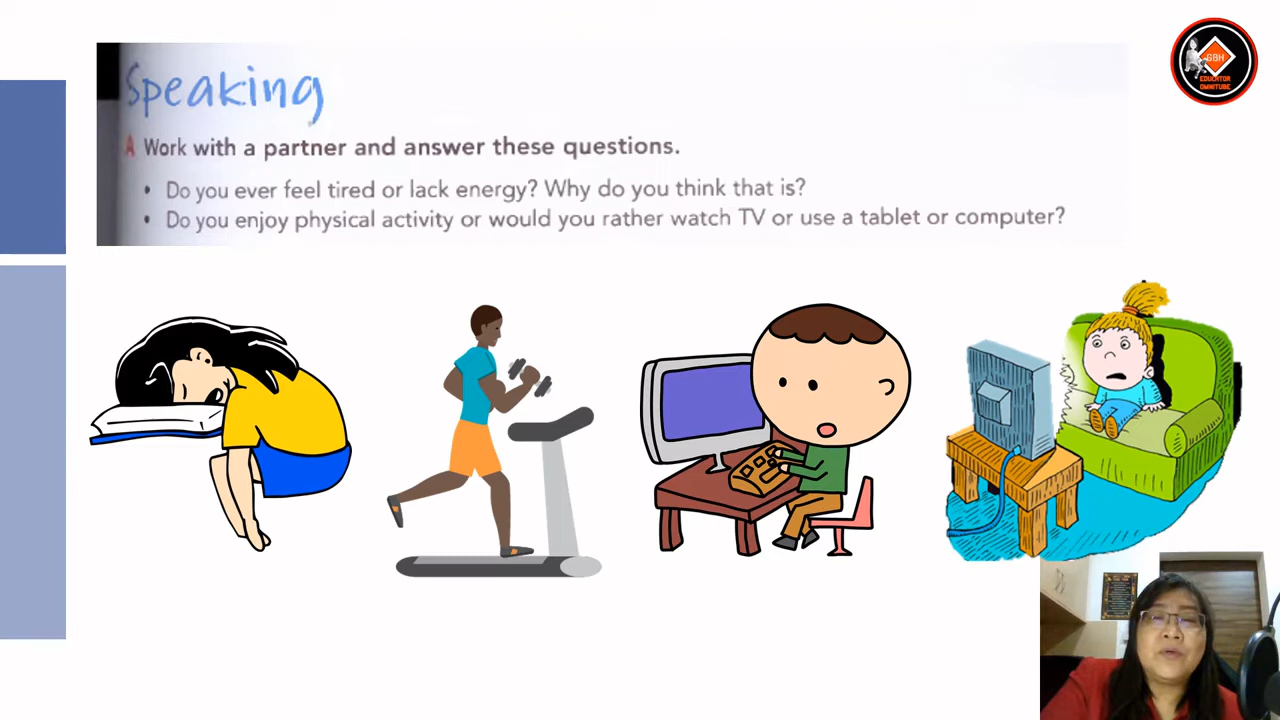 Speaking
A Work with a partner and answer these questions.
• Do you ever feel tired or lack energy? Why do you think that is?
• Do you enjoy physical activity or would you rather watch TV or use a tablet or computer?
GBH
EDUCATOR
OMNITUBE